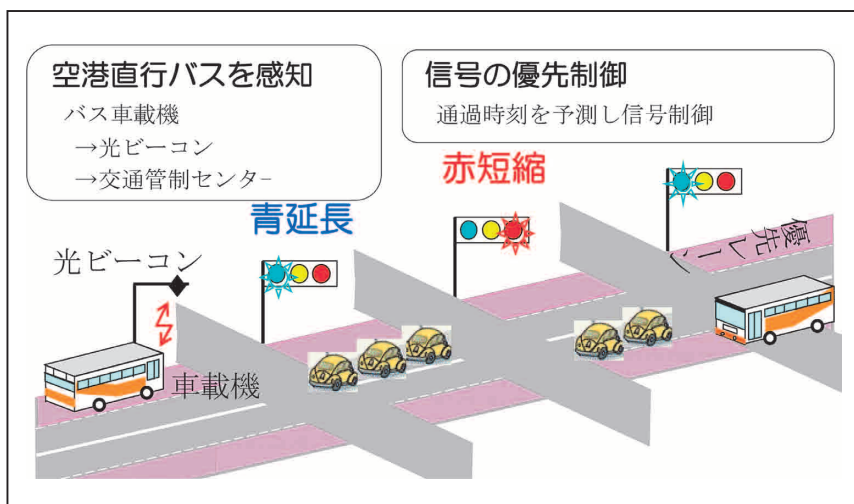 空港直行バスを感知
バス車載機
→光ビーコン
→交通管制センター
信号の優先制御
通過時刻を予測し信号制御
赤短縮
青延長
優先レーン
光ビーコン
車載機